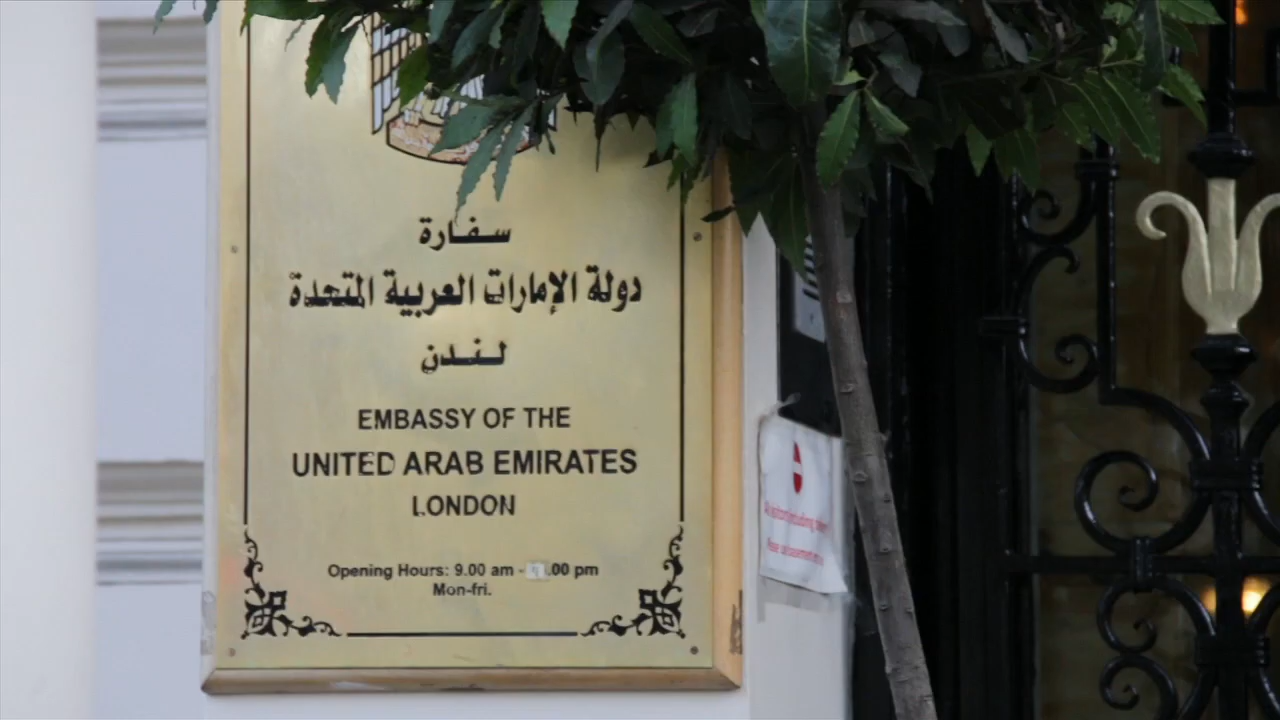 سفارة
دولة الإمارات العربية المتحدة
لندن
EMBASSY OF THE
UNITED ARAB EMIRATES
LONDON
Opening Hours: 9.00 am - .00 pm
Mon-fri.